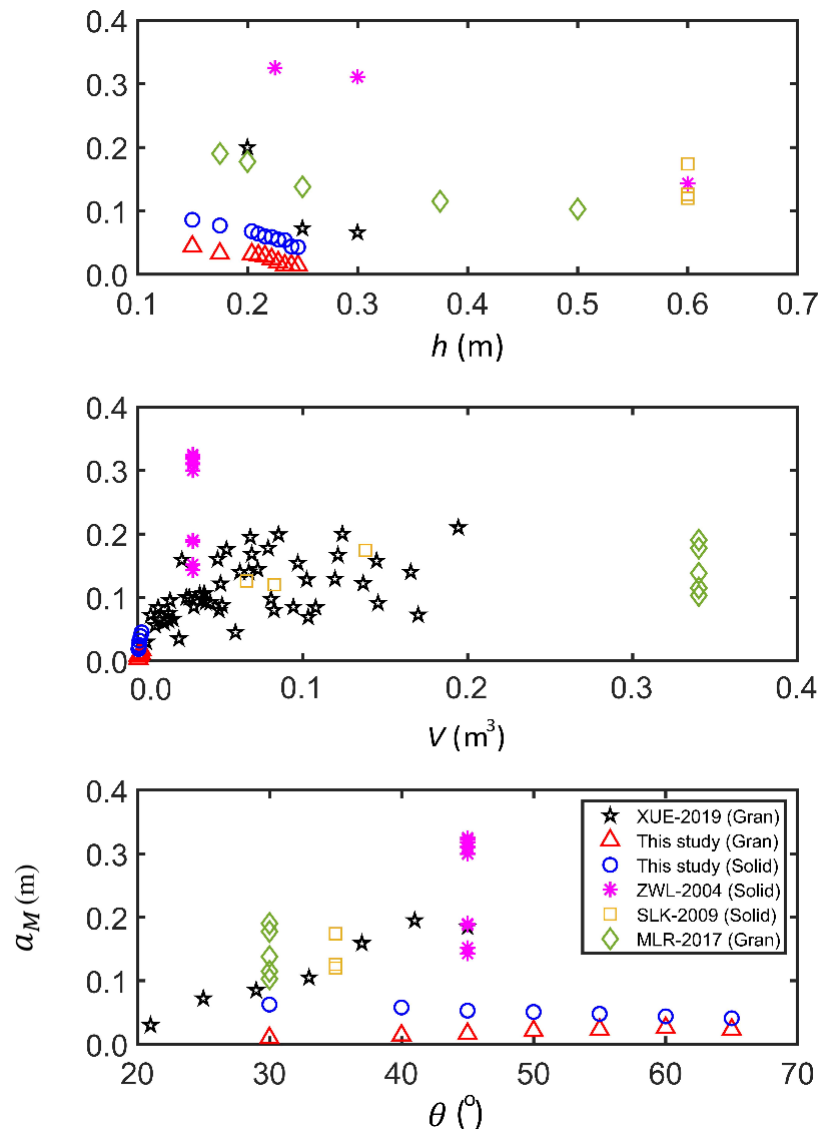 0.4
0.3
0.2
0.1
0.0
0.1 0.2 0.3 0.4 0.5 0.6 0.7
h (m)
0.4
0.3
0.2
0.1
0.0
0.0 0.1 0.2 0.3 0.4
V (m³)
0.4
0.3
0.2
0.1
0.0
20 30 40 50 60 70
θ (°)
a_M (m)
XUE-2019 (Gran)
This study (Gran)
This study (Solid)
ZWL-2004 (Solid)
SLK-2009 (Solid)
MLR-2017 (Gran)